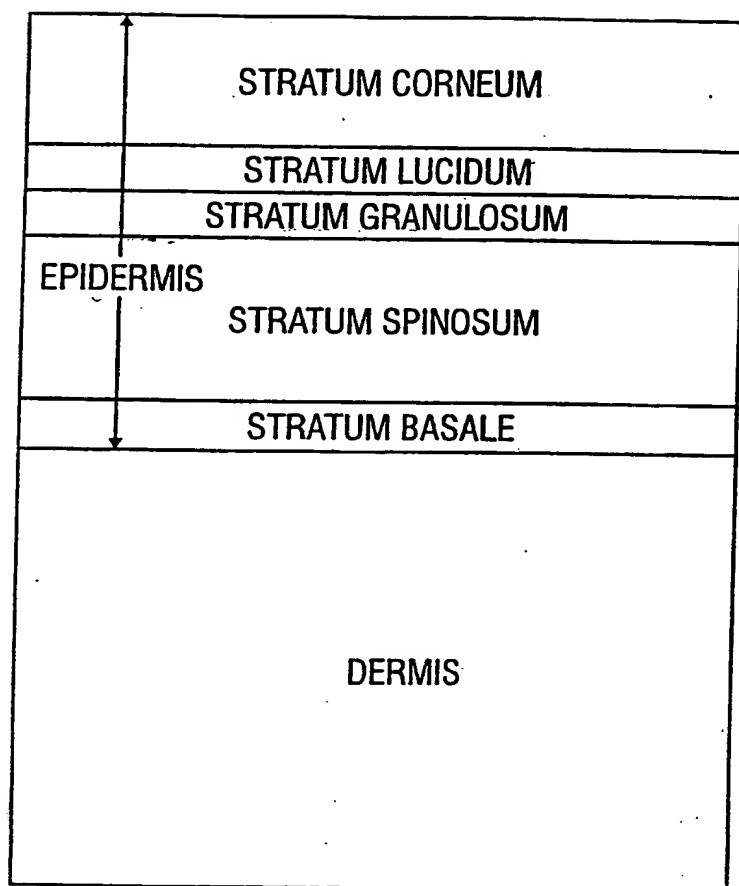 STRATUM CORNEUM
STRATUM LUCIDUM
STRATUM GRANULOSUM
EPIDERMIS
STRATUM SPINOSUM
STRATUM BASALE
DERMIS